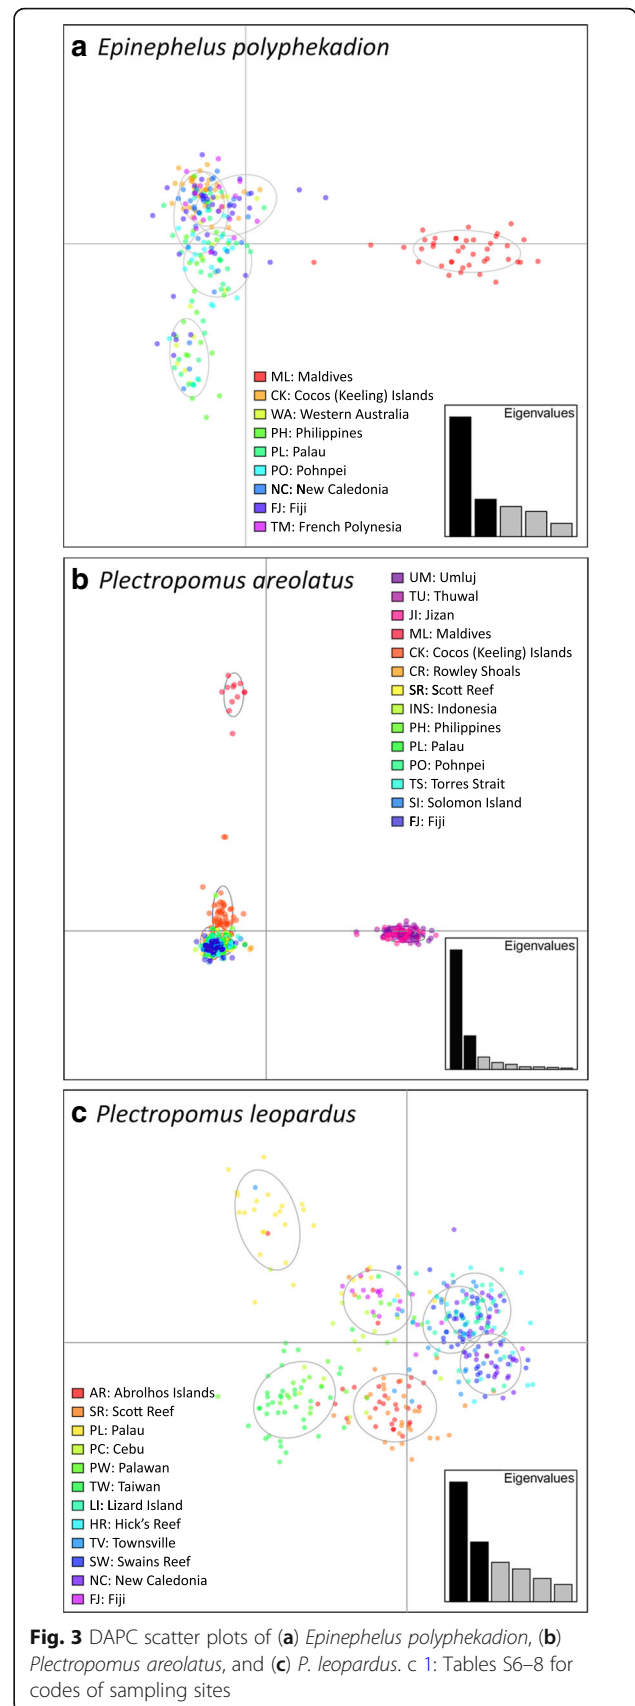 a Epinephelus polyphekadion
ML: Maldives
CK: Cocos (Keeling) Islands
WA: Western Australia
PH: Philippines
PL: Palau
PO: Pohnpei
NC: New Caledonia
FJ: Fiji
TM: French Polynesia
Eigenvalues
b Plectropomus areolatus
UM: Umluj
TU: Thuwal
JI: Jizan
ML: Maldives
CK: Cocos (Keeling) Islands
CR: Rowley Shoals
SR: Scott Reef
INS: Indonesia
PH: Philippines
PL: Palau
PO: Pohnpei
TS: Torres Strait
SI: Solomon Island
FJ: Fiji
Eigenvalues
c Plectropomus leopardus
AR: Abrolhos Islands
SR: Scott Reef
PL: Palau
PC: Cebu
PW: Palawan
TW: Taiwan
LI: Lizard Island
HR: Hick's Reef
TV: Townsville
SW: Swains Reef
NC: New Caledonia
FJ: Fiji
Eigenvalues
Fig. 3 DAPC scatter plots of (a) Epinephelus polyphekadion, (b)
Plectropomus areolatus, and (c) P. leopardus. c 1: Tables S6–8 for
codes of sampling sites